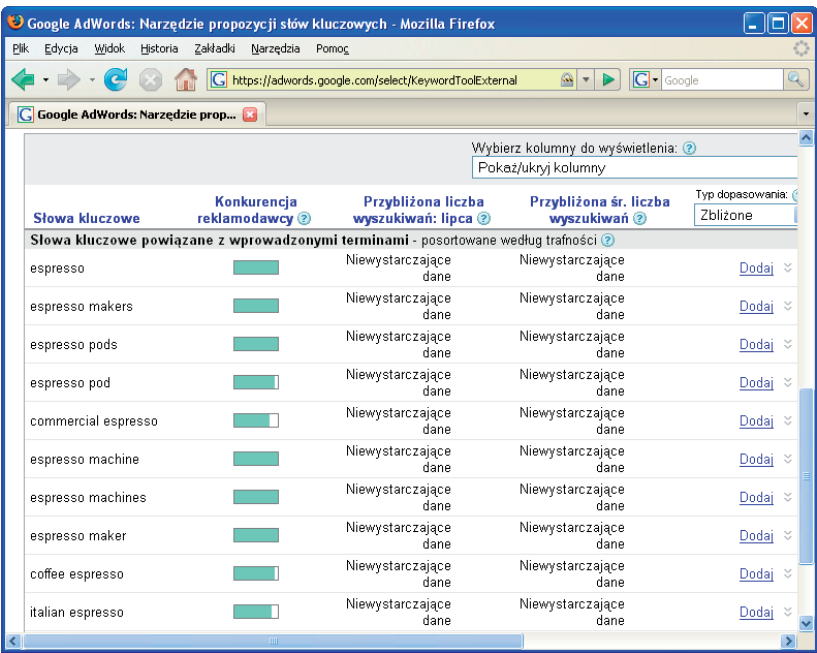 Google AdWords: Narzędzie propozycji słów kluczowych - Mozilla Firefox
Plik Edycja Widok Historia Zakładki Narzędzia Pomoc
G https://adwords.google.com/select/KeywordToolExternal G Google
G Google AdWords: Narzędzie prop...
Wybierz kolumny do wyświetlenia: ?
Pokaż/ukryj kolumny
Słowa kluczowe
Konkurencja
reklamodawcy ?
Przybliżona liczba
wyszukiwań: lipca ?
Przybliżona śr. liczba
wyszukiwań ?
Typ dopasowania: ?
Zbliżone
Słowa kluczowe powiązane z wprowadzonymi terminami - posortowane według trafności ?
espresso Niewystarczające Niewystarczające Dodaj
dane dane
espresso makers Niewystarczające Niewystarczające Dodaj
dane dane
espresso pods Niewystarczające Niewystarczające Dodaj
dane dane
espresso pod Niewystarczające Niewystarczające Dodaj
dane dane
commercial espresso Niewystarczające Niewystarczające Dodaj
dane dane
espresso machine Niewystarczające Niewystarczające Dodaj
dane dane
espresso machines Niewystarczające Niewystarczające Dodaj
dane dane
espresso maker Niewystarczające Niewystarczające Dodaj
dane dane
coffee espresso Niewystarczające Niewystarczające Dodaj
dane dane
italian espresso Niewystarczające Niewystarczające Dodaj
dane dane